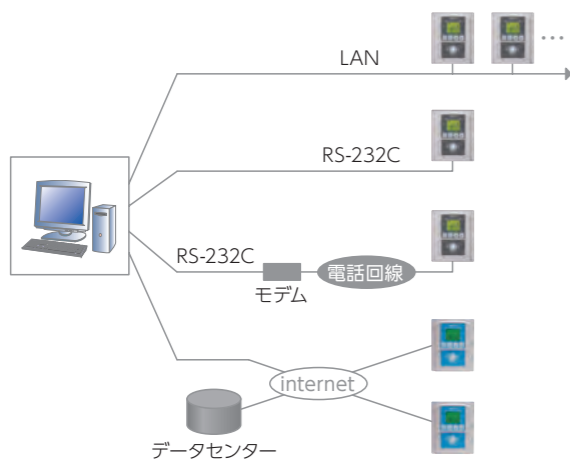 LAN
…
RS-232C
RS-232C
モデム
電話回線
internet
データセンター